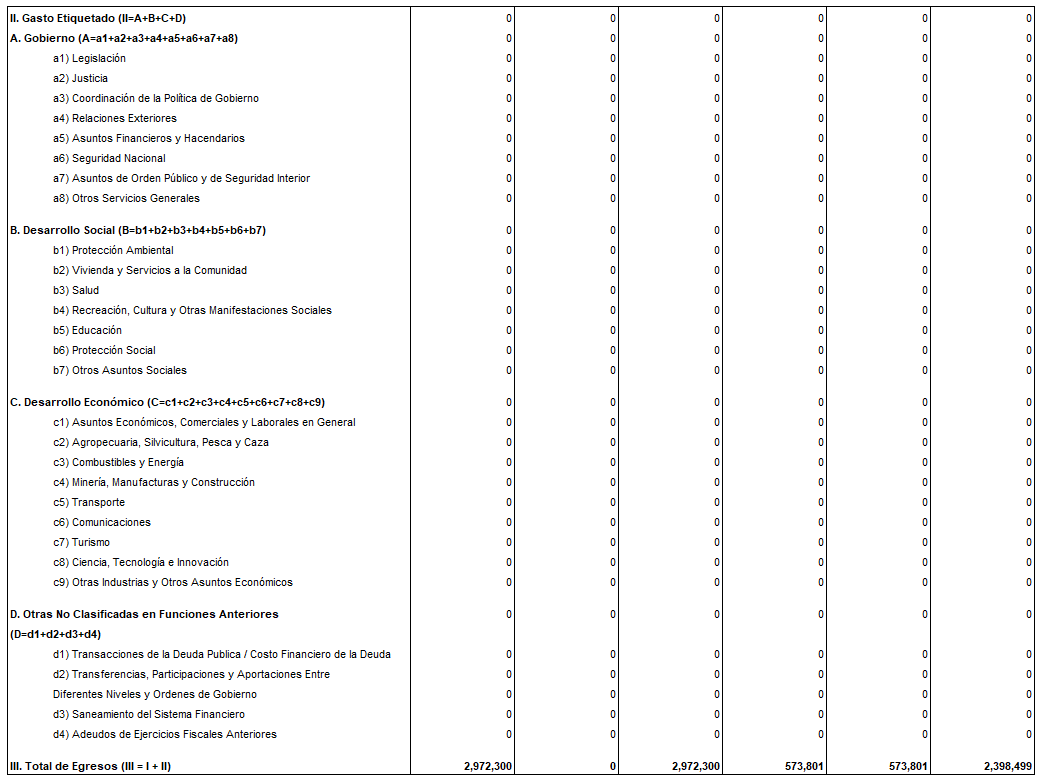 II. Gasto Etiquetado (II=A+B+C+D) 0 0 0 0 0 0
A. Gobierno (A=a1+a2+a3+a4+a5+a6+a7+a8) 0 0 0 0 0 0
a1) Legislación 0 0 0 0 0 0
a2) Justicia 0 0 0 0 0 0
a3) Coordinación de la Política de Gobierno 0 0 0 0 0 0
a4) Relaciones Exteriores 0 0 0 0 0 0
a5) Asuntos Financieros y Hacendarios 0 0 0 0 0 0
a6) Seguridad Nacional 0 0 0 0 0 0
a7) Asuntos de Orden Público y de Seguridad Interior 0 0 0 0 0 0
a8) Otros Servicios Generales 0 0 0 0 0 0
B. Desarrollo Social (B=b1+b2+b3+b4+b5+b6+b7) 0 0 0 0 0 0
b1) Protección Ambiental 0 0 0 0 0 0
b2) Vivienda y Servicios a la Comunidad 0 0 0 0 0 0
b3) Salud 0 0 0 0 0 0
b4) Recreación, Cultura y Otras Manifestaciones Sociales 0 0 0 0 0 0
b5) Educación 0 0 0 0 0 0
b6) Protección Social 0 0 0 0 0 0
b7) Otros Asuntos Sociales 0 0 0 0 0 0
C. Desarrollo Económico (C=c1+c2+c3+c4+c5+c6+c7+c8+c9) 0 0 0 0 0 0
c1) Asuntos Económicos, Comerciales y Laborales en General 0 0 0 0 0 0
c2) Agropecuaria, Silvicultura, Pesca y Caza 0 0 0 0 0 0
c3) Combustibles y Energía 0 0 0 0 0 0
c4) Minería, Manufacturas y Construcción 0 0 0 0 0 0
c5) Transporte 0 0 0 0 0 0
c6) Comunicaciones 0 0 0 0 0 0
c7) Turismo 0 0 0 0 0 0
c8) Ciencia, Tecnología e Innovación 0 0 0 0 0 0
c9) Otras Industrias y Otros Asuntos Económicos 0 0 0 0 0 0
D. Otras No Clasificadas en Funciones Anteriores 0 0 0 0 0 0
(D=d1+d2+d3+d4)
d1) Transacciones de la Deuda Publica / Costo Financiero de la Deuda 0 0 0 0 0 0
d2) Transferencias, Participaciones y Aportaciones Entre 0 0 0 0 0 0
Diferentes Niveles y Ordenes de Gobierno 0 0 0 0 0 0
d3) Saneamiento del Sistema Financiero 0 0 0 0 0 0
d4) Adeudos de Ejercicios Fiscales Anteriores 0 0 0 0 0 0
III. Total de Egresos (III = I + II) 2,972,300 0 2,972,300 573,801 573,801 2,398,499